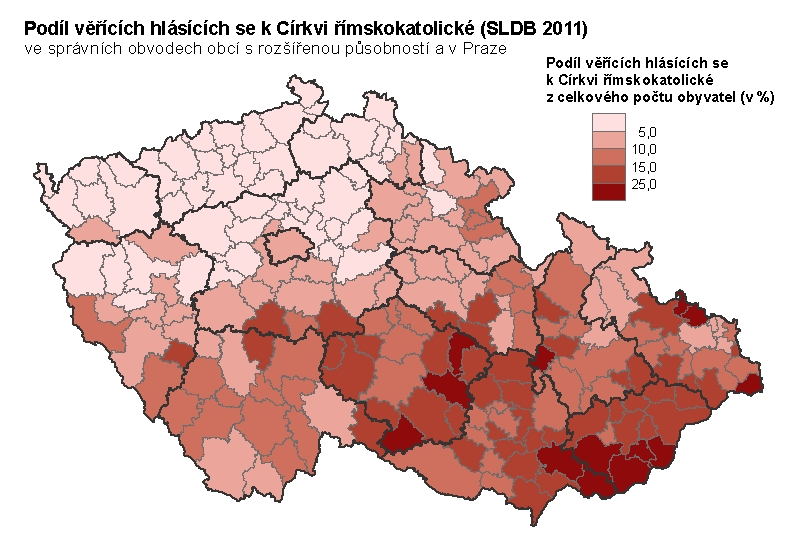 Podíl věřících hlásících se k Církvi římskokatolické (SLDB 2011)
ve správních obvodech obcí s rozšířenou působností a v Praze
Podíl věřících hlásících se
k Církvi římskokatolické
z celkového počtu obyvatel (v %)
5,0
10,0
15,0
25,0